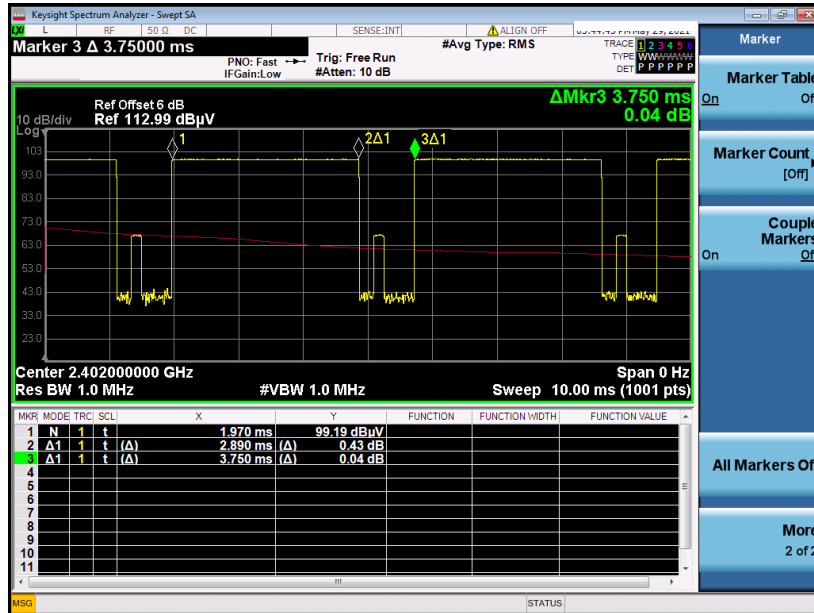 Keysight Spectrum Analyzer - Swept SA
LXI L RF 50 Ω DC SENSE:INT ALIGN OFF
Marker 3 Δ 3.75000 ms #Avg Type: RMS TRACE 1 2 3 4 5 6
PNO: Fast Trig: Free Run TYPE WWWWWW
IFGain:Low #Atten: 10 dB DET P P P P P P
ΔMkr3 3.750 ms
0.04 dB
Ref Offset 6 dB
10 dB/div Ref 112.99 dBµV
Log
1 2Δ1 3Δ1
103
93.0
83.0
73.0
63.0
53.0
43.0
33.0
23.0
Center 2.402000000 GHz Span 0 Hz
Res BW 1.0 MHz #VBW 1.0 MHz Sweep 10.00 ms (1001 pts)
MKR MODE TRC SCL X Y FUNCTION FUNCTION WIDTH FUNCTION VALUE
1 N 1 t 1.970 ms 99.19 dBµV
2 Δ1 1 t (Δ) 2.890 ms (Δ) 0.43 dB
3 Δ1 1 t (Δ) 3.750 ms (Δ) 0.04 dB
4
5
6
7
8
9
10
11
MSG STATUS
Marker
Marker Table
On Of
Marker Count
[Off]
Couple
Markers
On Of
All Markers Of
More
2 of 2